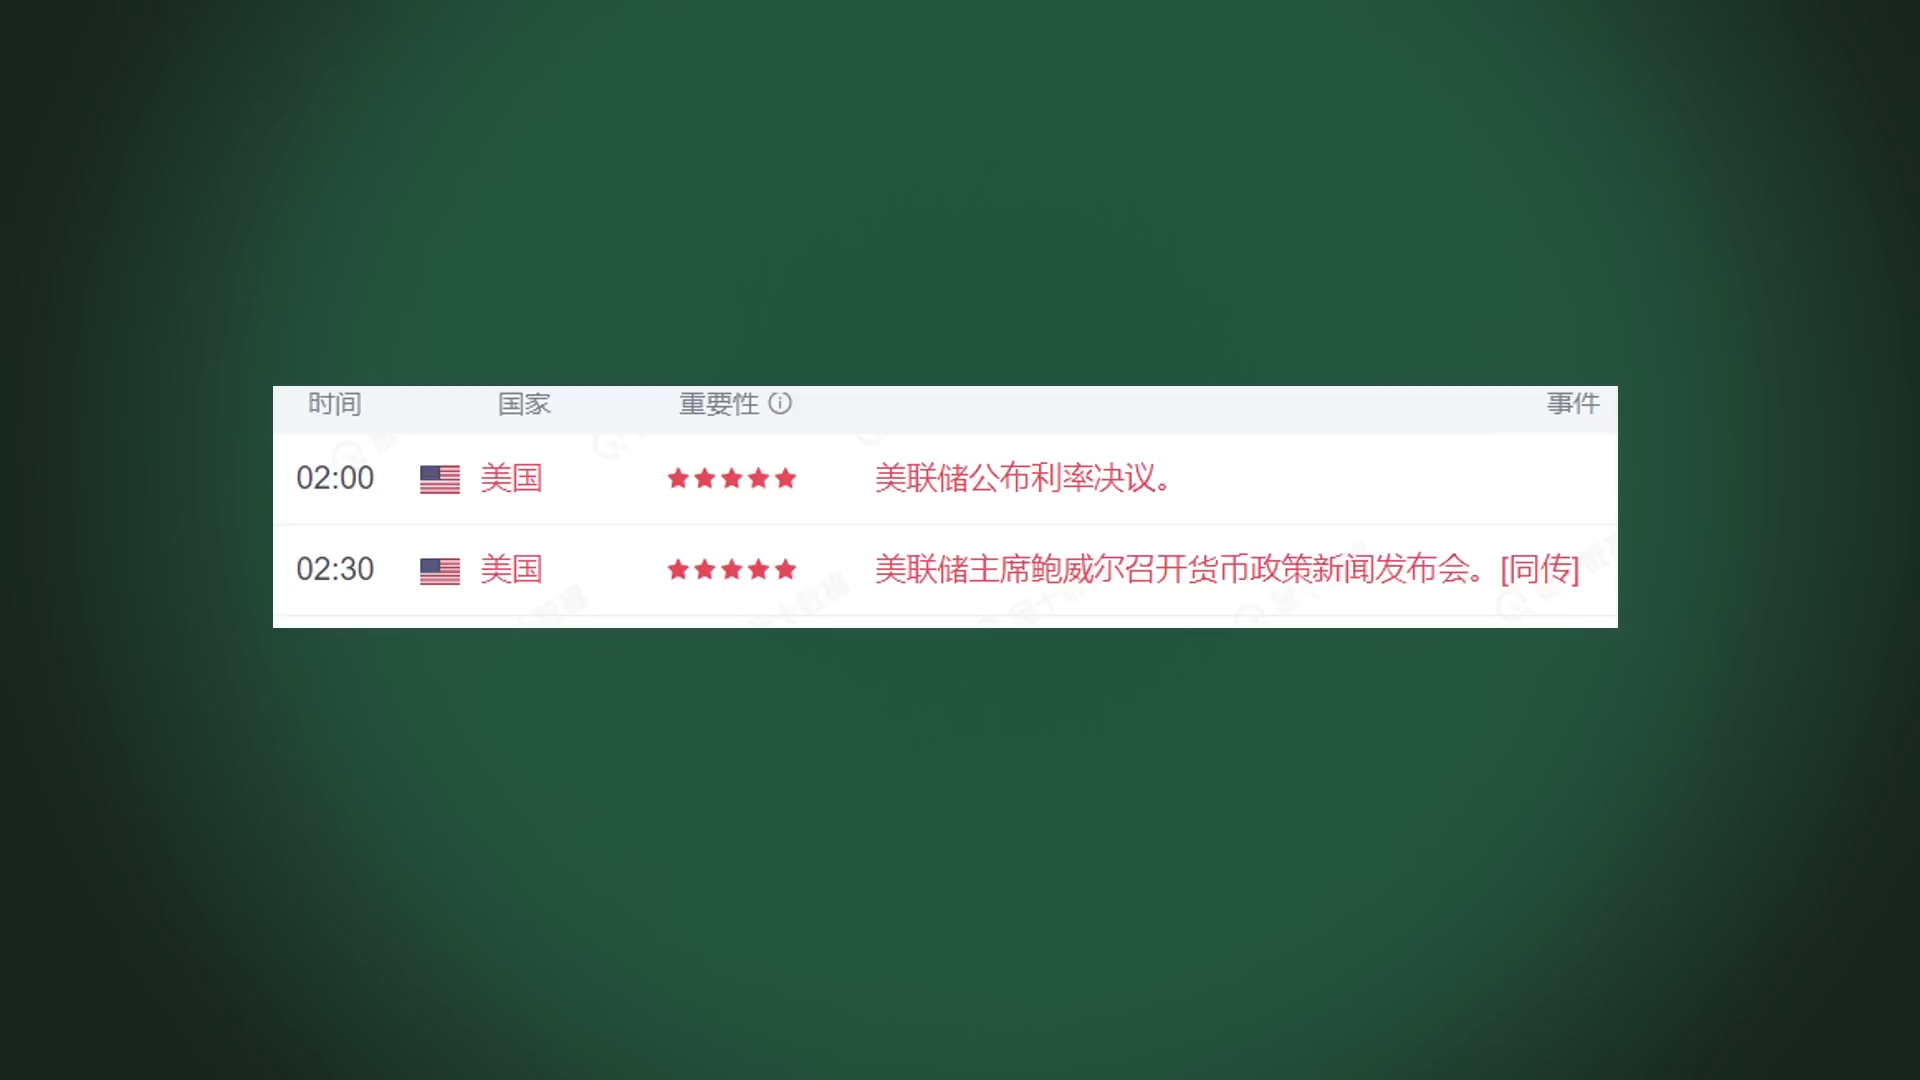 时间 国家 重要性 事件
02:00 美国 美联储公布利率决议。
02:30 美国 美联储主席鲍威尔召开货币政策新闻发布会。[同传]